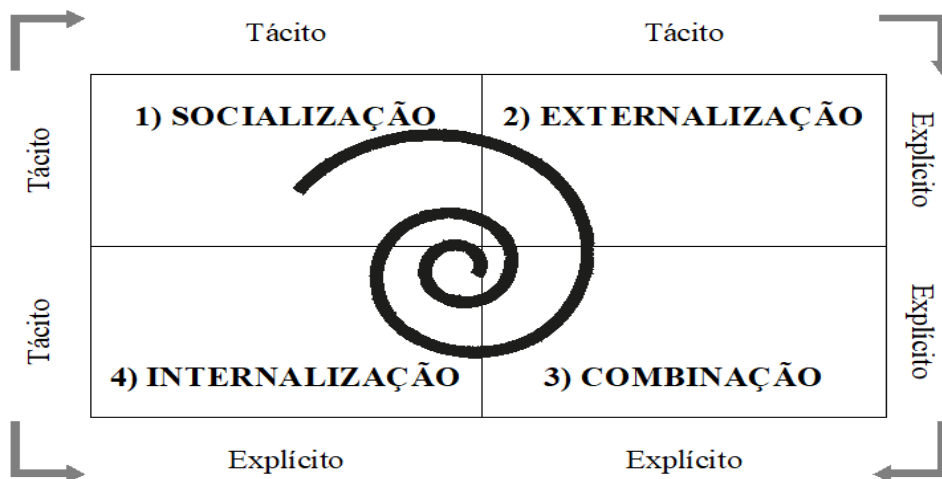 Tácito Tácito
1) SOCIALIZAÇÃO 2) EXTERNALIZAÇÃO
Tácito Explícito
Tácito Explícito
4) INTERNALIZAÇÃO 3) COMBINAÇÃO
Explícito Explícito